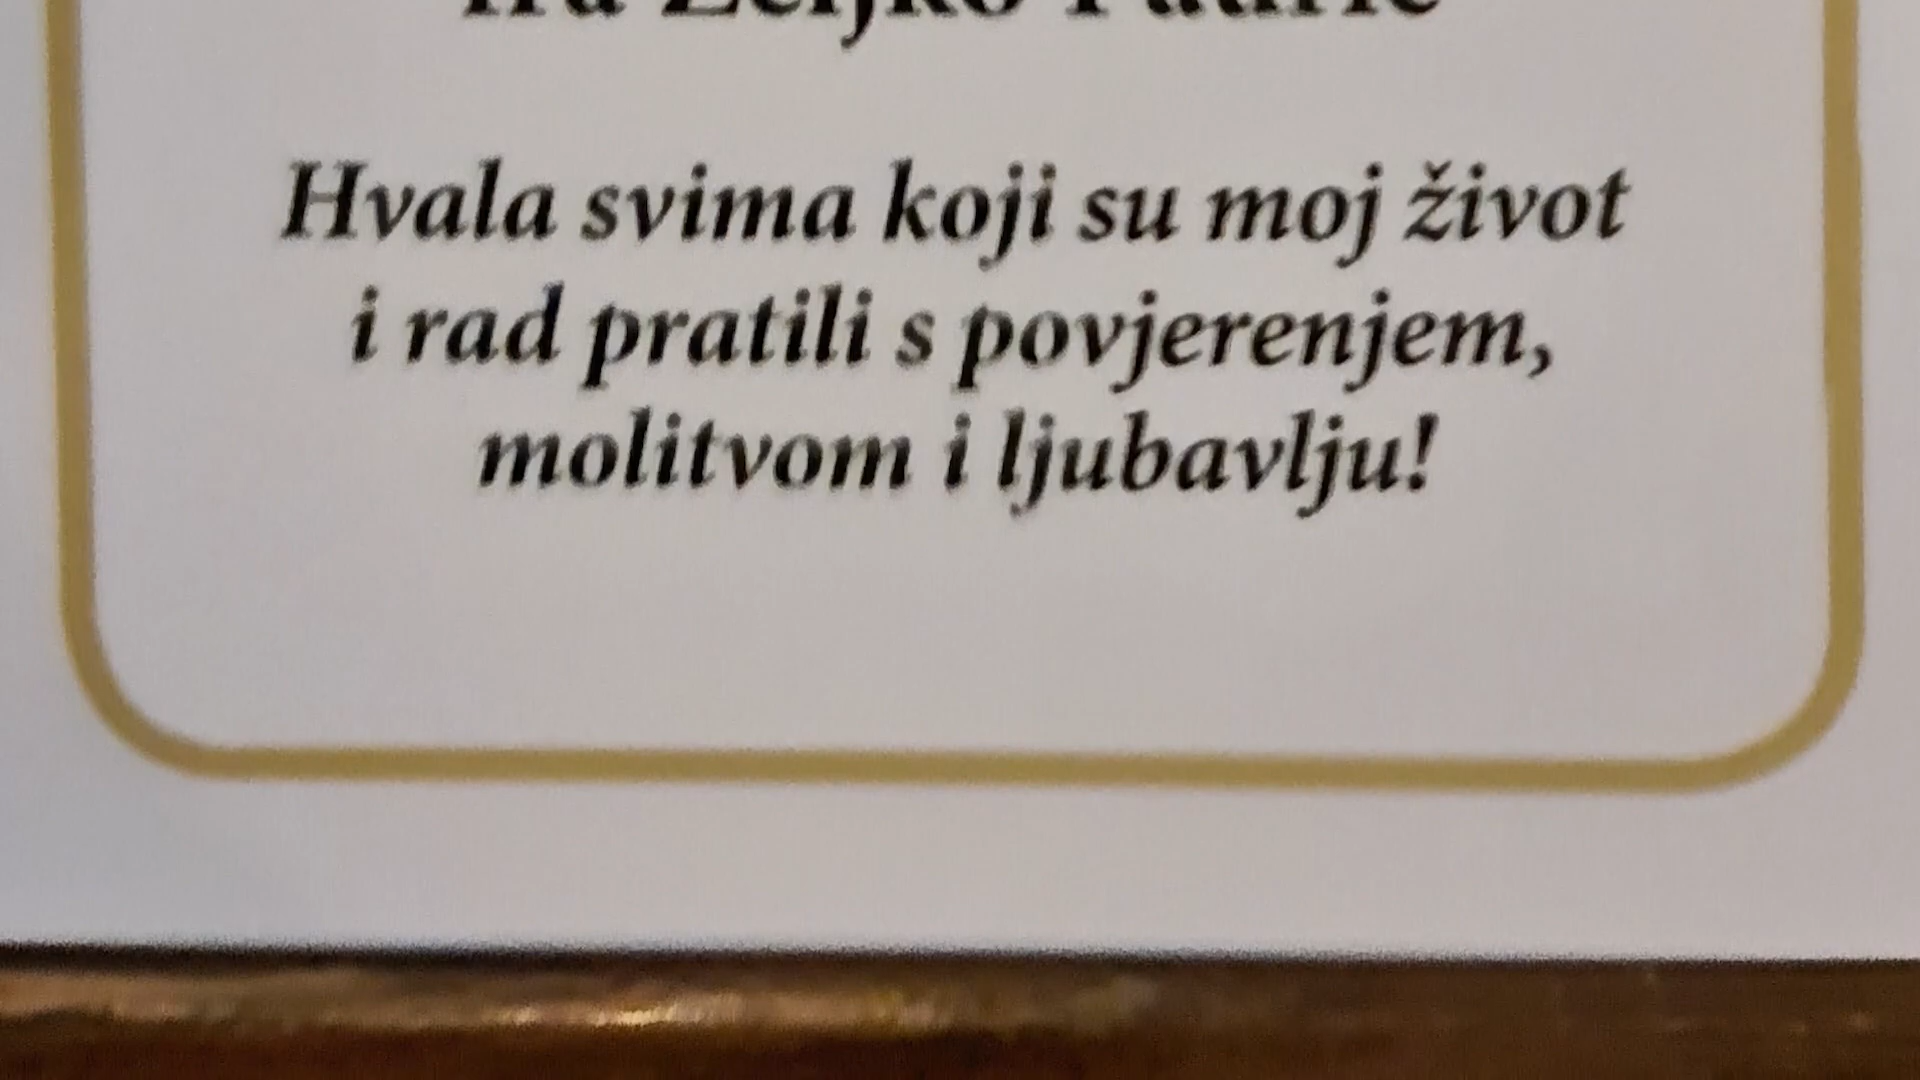 Hvala svima koji su moj život
i rad pratili s povjerenjem,
molitvom i ljubavlju!